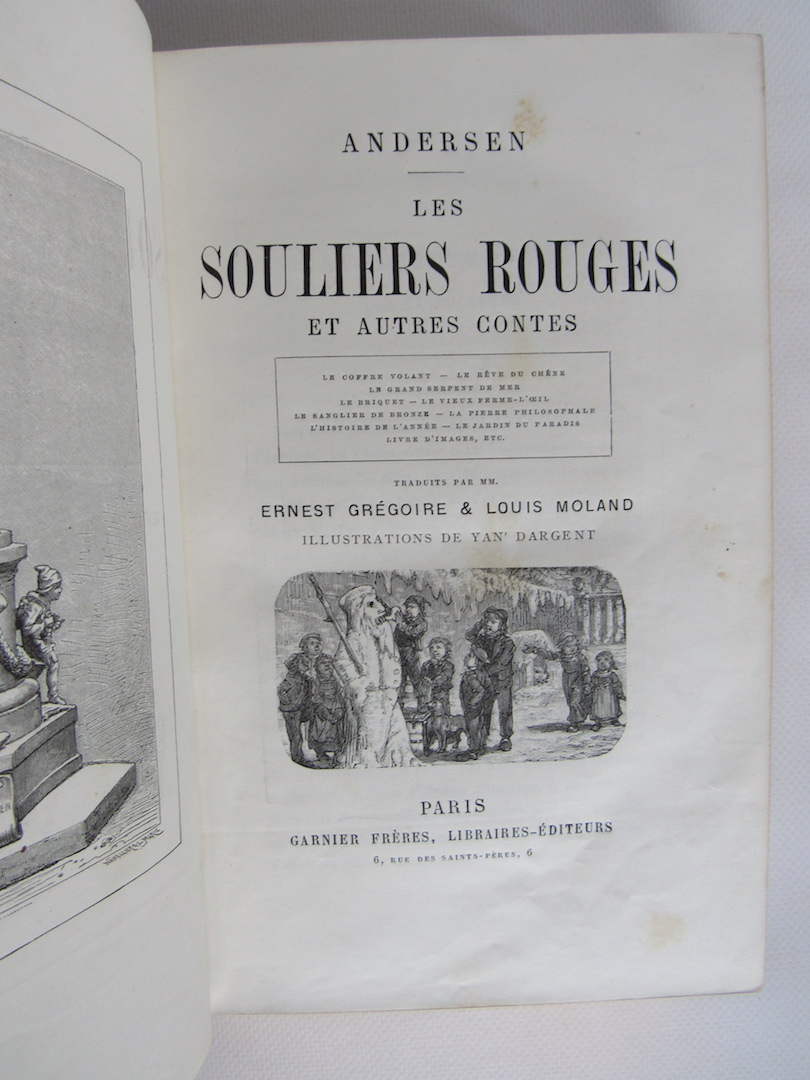 ANDERSEN
LES
SOULIERS ROUGES
ET AUTRES CONTES
LE COFFRE VOLANT — LE RÊVE DU CHÊNE
LE GRAND SERPENT DE MER
LE BRIQUET — LE VIEUX FERME-L'ŒIL
LE SANGLIER DE BRONZE — LA PIERRE PHILOSOPHALE
L'HISTOIRE DE L'ANNÉE — LE JARDIN DU PARADIS
LIVRE D'IMAGES, ETC.
TRADUITS PAR MM.
ERNEST GRÉGOIRE & LOUIS MOLAND
ILLUSTRATIONS DE YAN' DARGENT
PARIS
GARNIER FRÈRES, LIBRAIRES-ÉDITEURS
6, RUE DES SAINTS-PÈRES, 6